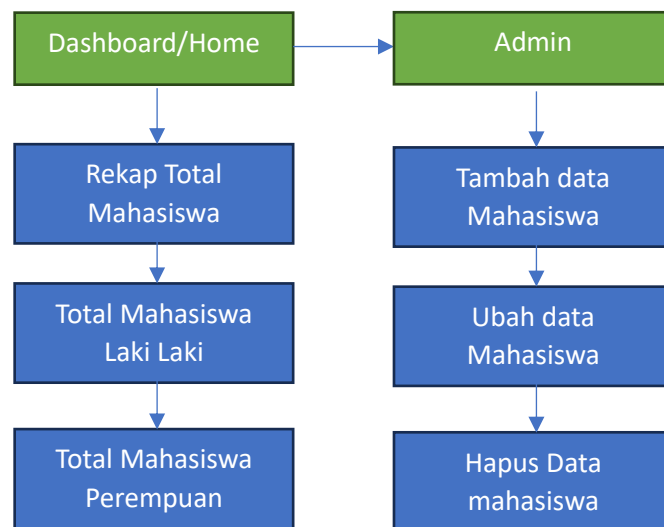 Dashboard/Home
Admin
Rekap Total
Mahasiswa
Tambah data
Mahasiswa
Total Mahasiswa
Laki Laki
Ubah data
Mahasiswa
Total Mahasiswa
Perempuan
Hapus Data
mahasiswa